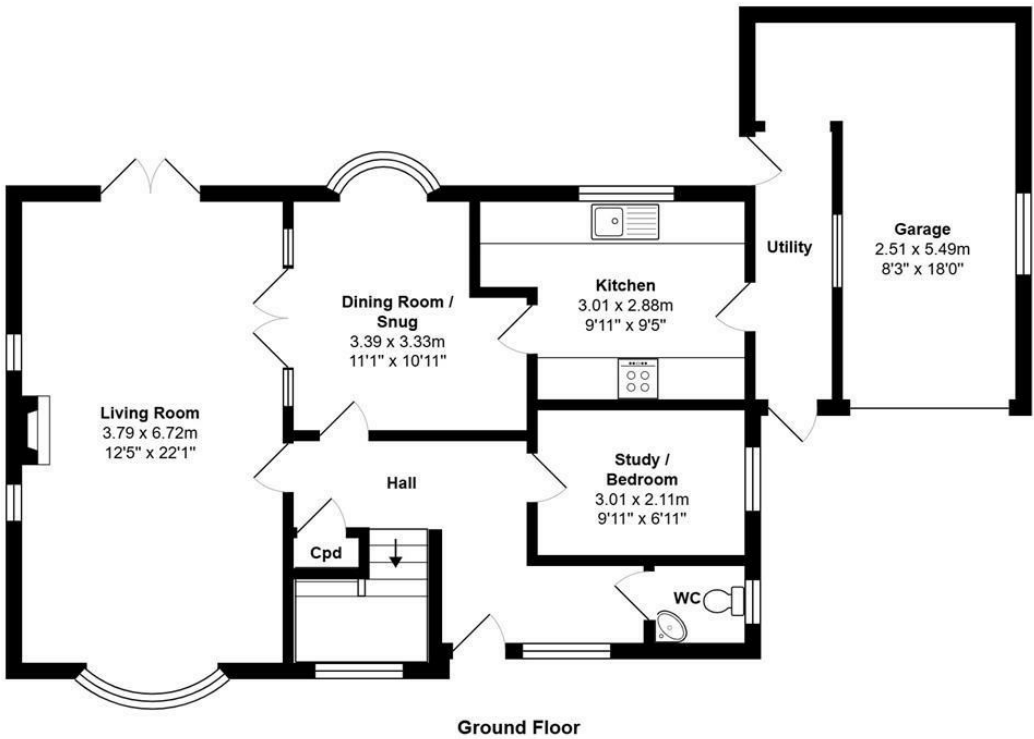 Garage
2.51 x 5.49m
8'3" x 18'0"
Utility
Kitchen
3.01 x 2.88m
9'11" x 9'5"
Dining Room /
Snug
3.39 x 3.33m
11'1" x 10'11"
Living Room
3.79 x 6.72m
12'5" x 22'1"
Hall
Study /
Bedroom
3.01 x 2.11m
9'11" x 6'11"
Cpd
WC
Ground Floor